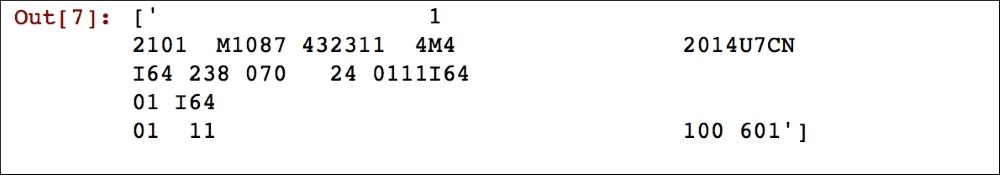 Out[7]: ['                   1
2101  M1087 432311  4M4                2014U7CN
I64 238 070   24 0111I64
01 I64
01  11                                 100 601']